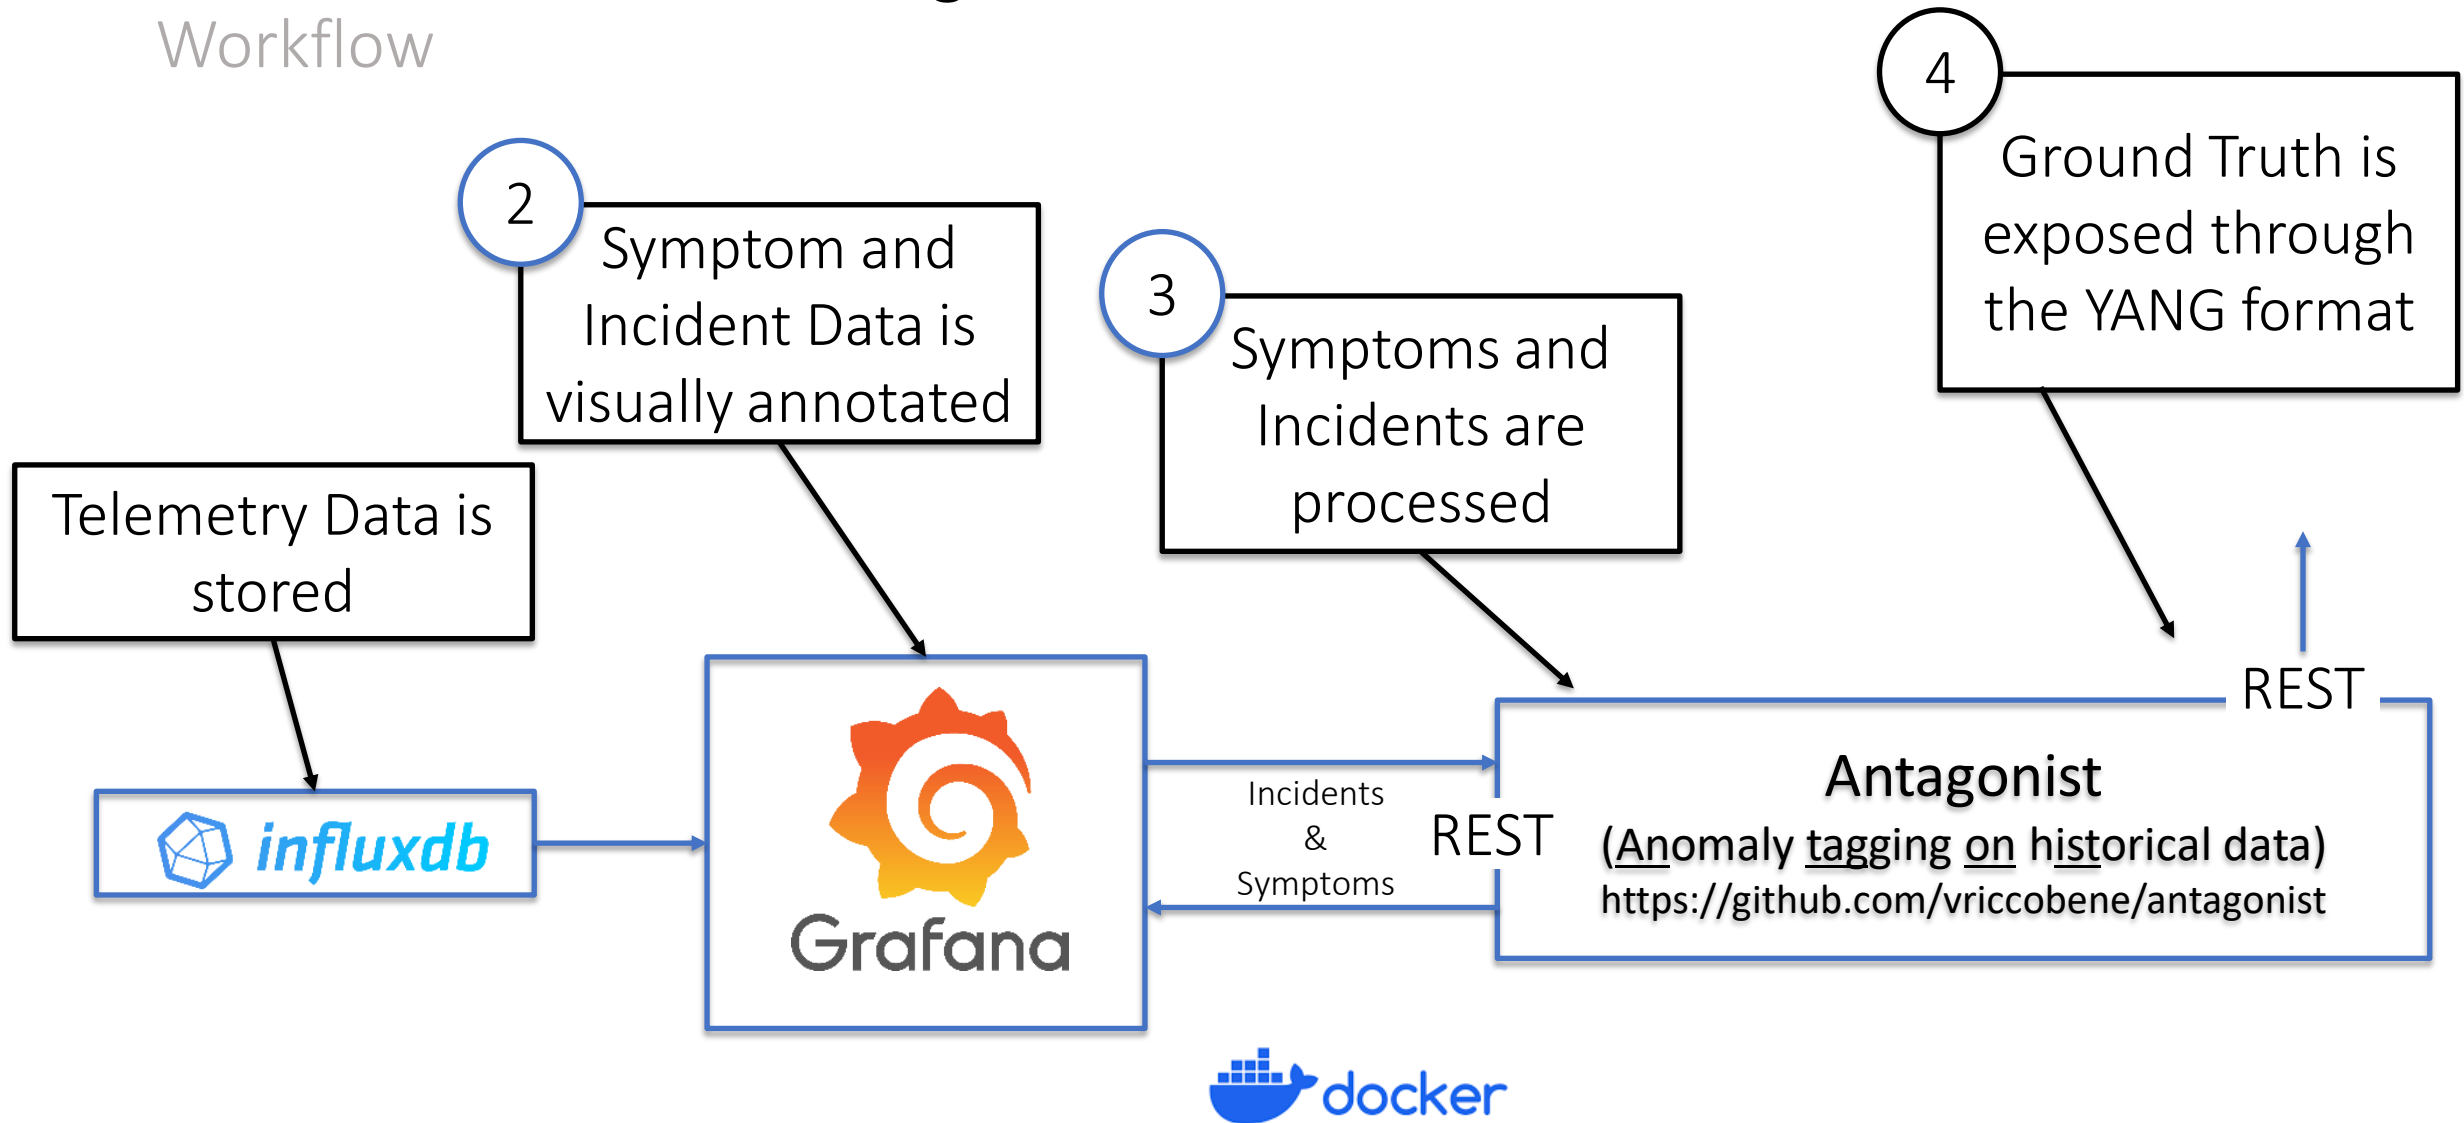 Workflow
2
Symptom and
Incident Data is
visually annotated
3
Symptoms and
Incidents are
processed
4
Ground Truth is
exposed through
the YANG format
Telemetry Data is
stored
influxdb
Grafana
Incidents
&
Symptoms
REST
REST
Antagonist
(Anomaly tagging on historical data)
https://github.com/vriccobene/antagonist
docker